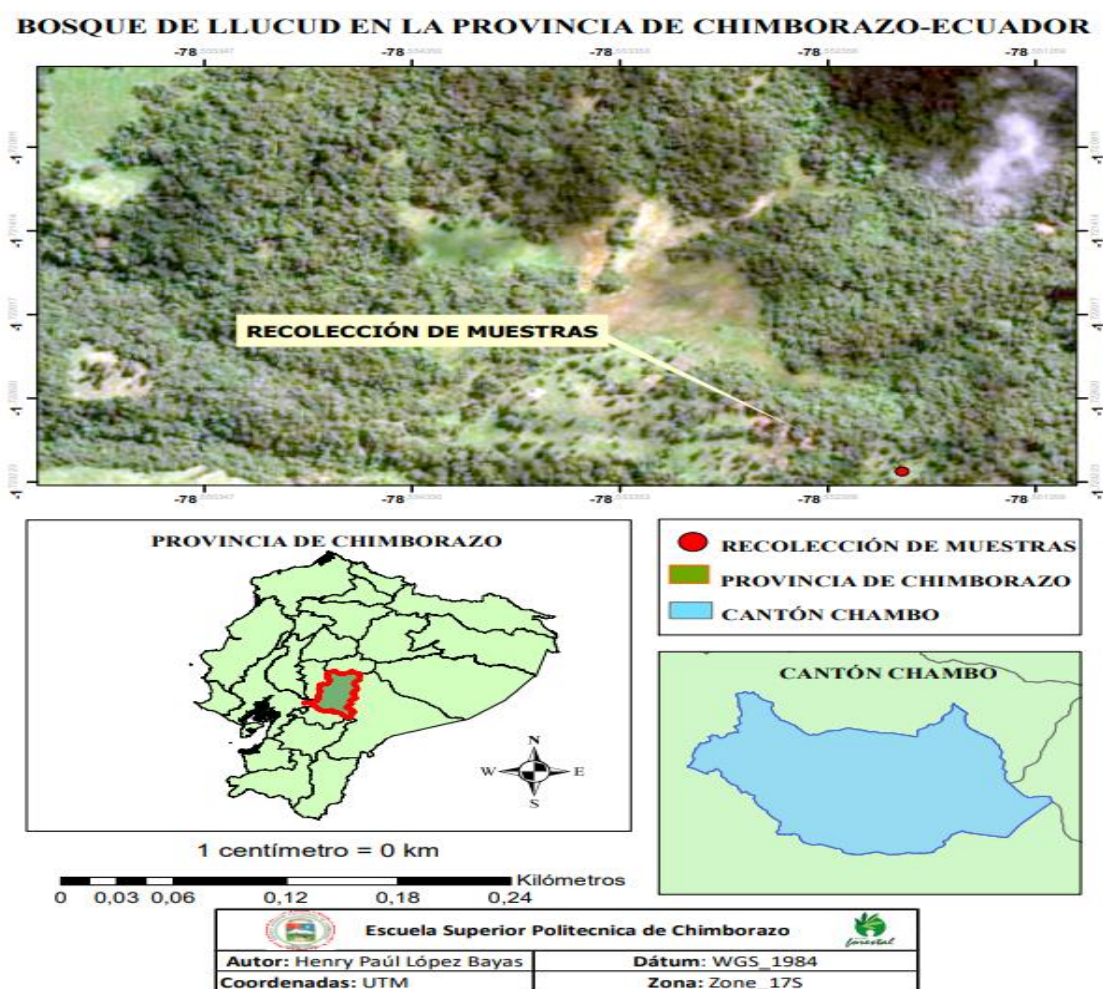 BOSQUE DE LLUCUD EN LA PROVINCIA DE CHIMBORAZO-ECUADOR
RECOLECCIÓN DE MUESTRAS
PROVINCIA DE CHIMBORAZO
N
W E
S
RECOLECCIÓN DE MUESTRAS
PROVINCIA DE CHIMBORAZO
CANTÓN CHAMBO
CANTÓN CHAMBO
1 centímetro = 0 km
Kilómetros
0 0,03 0,06 0,12 0,18 0,24
Escuela Superior Politecnica de Chimborazo
forestal
Autor: Henry Paúl López Bayas
Dátum: WGS_1984
Coordenadas: UTM
Zona: Zone_17S